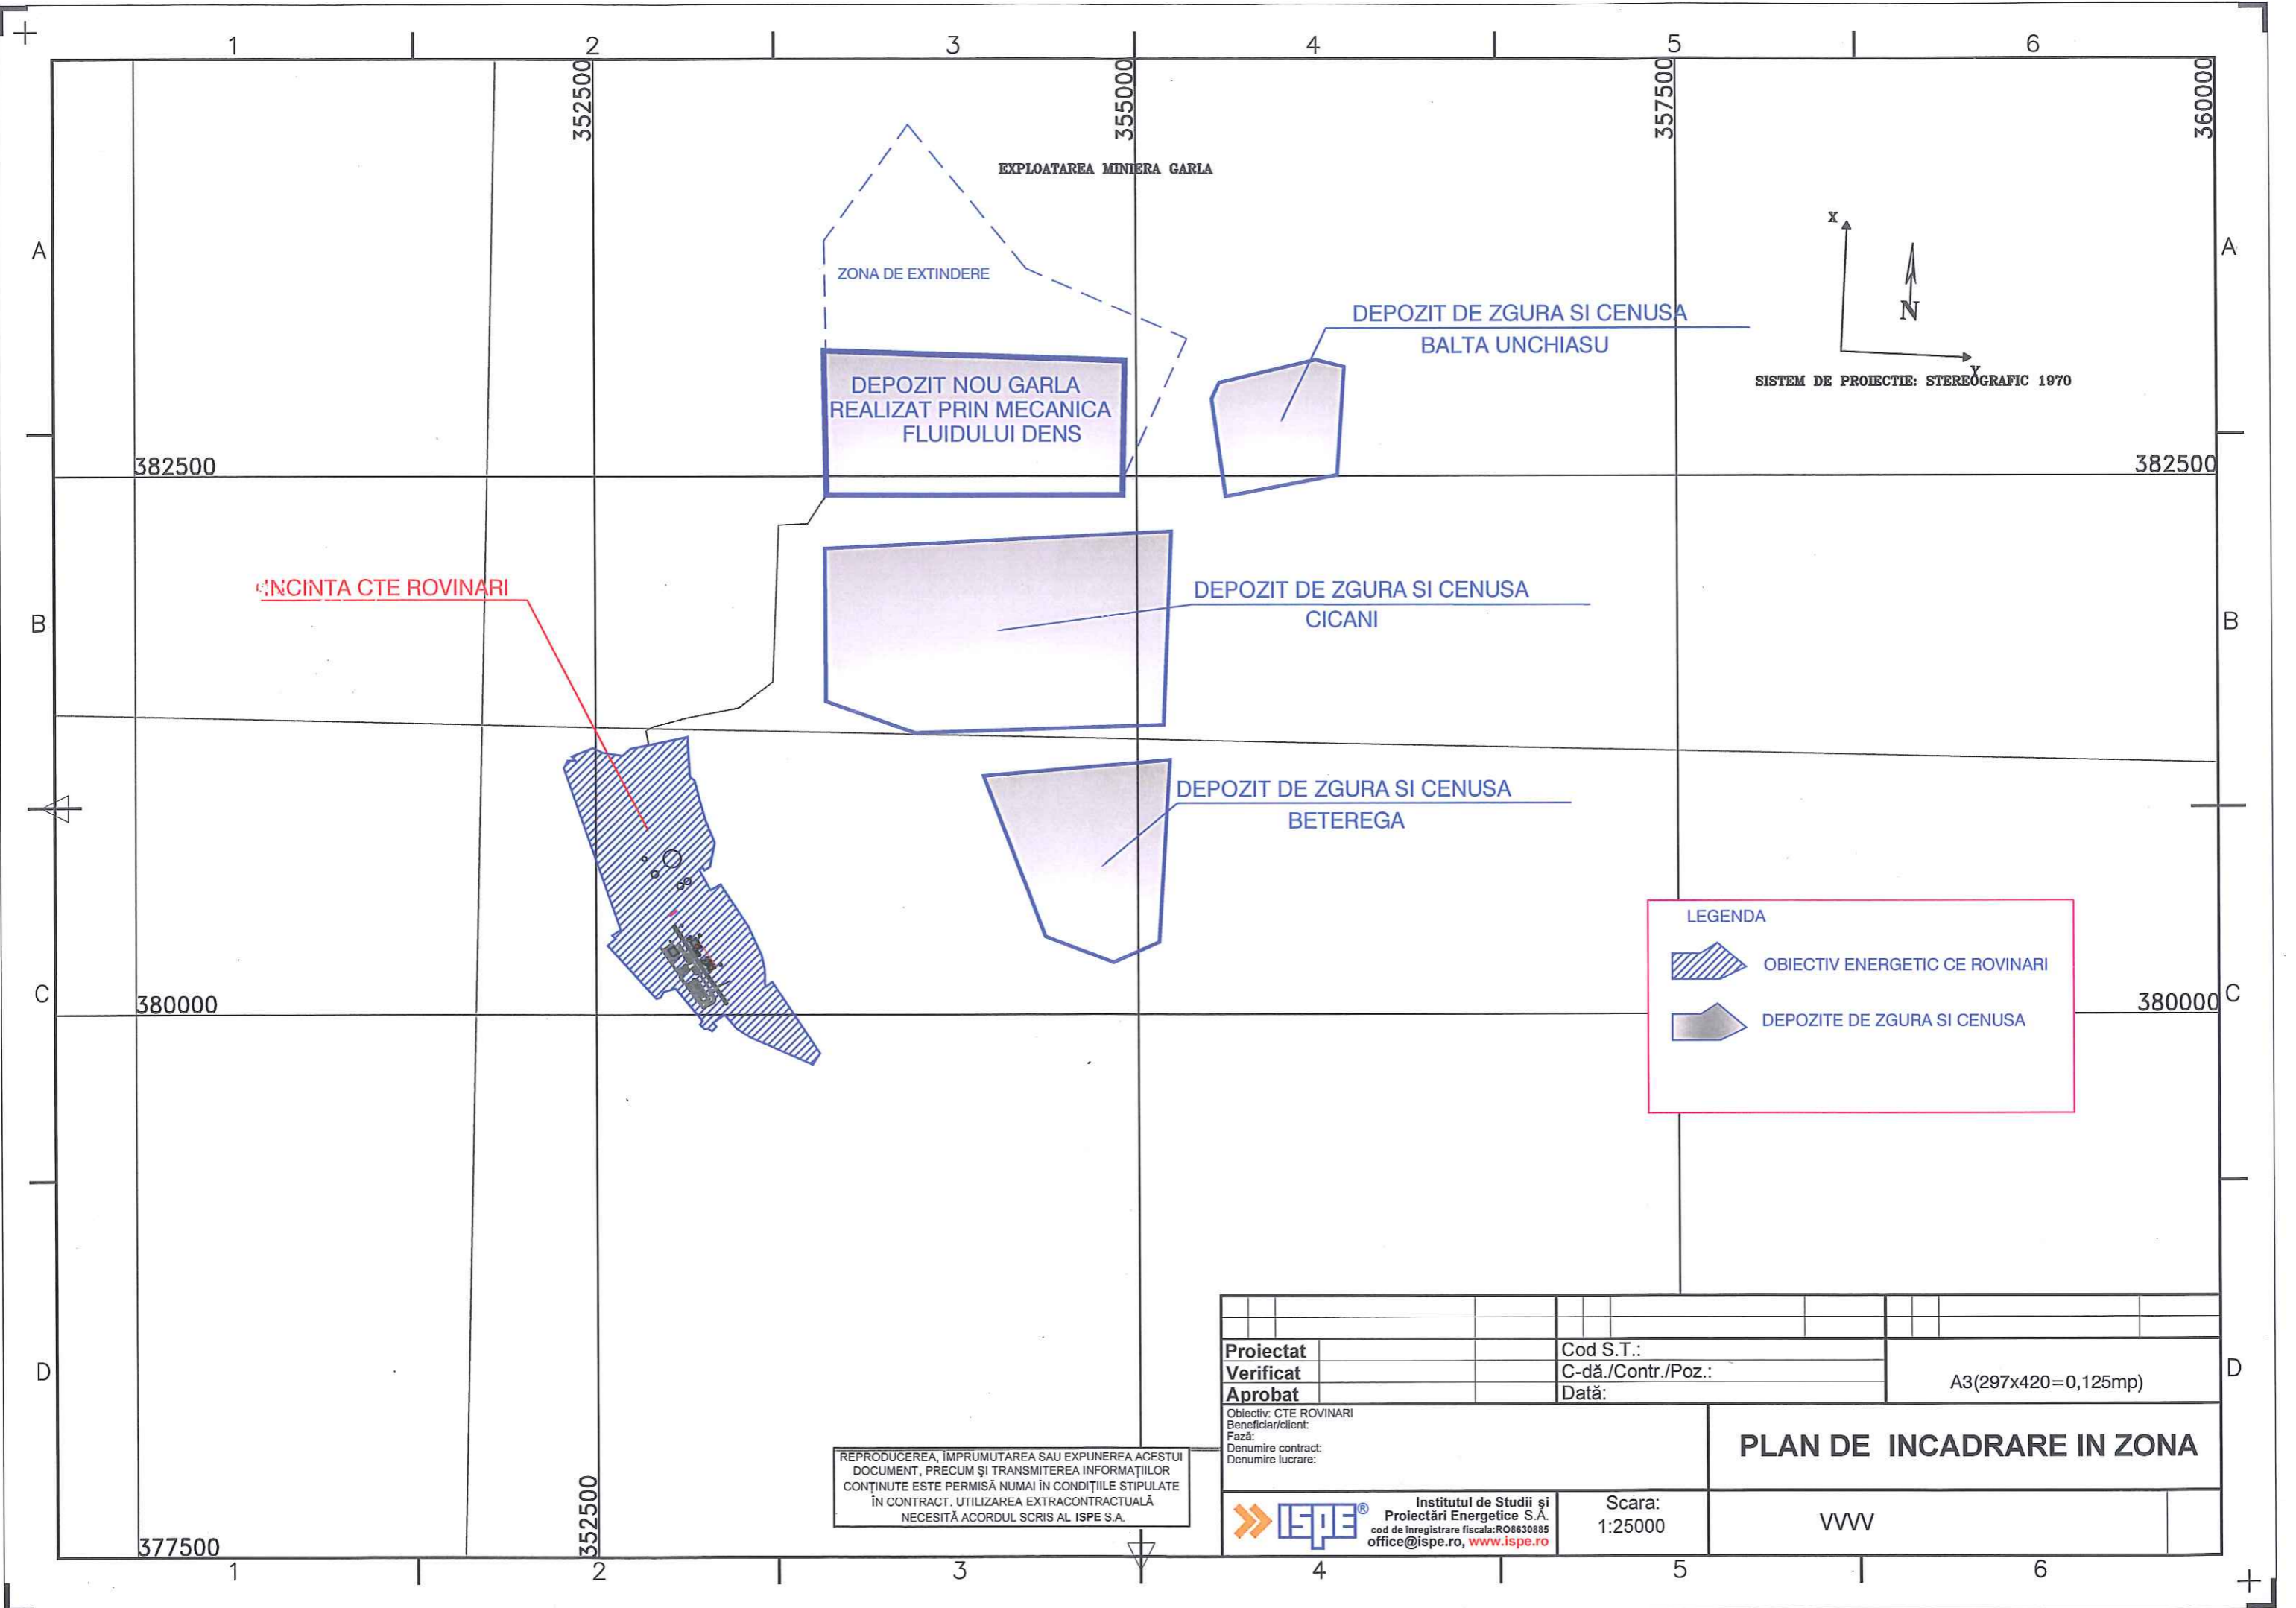 1 2 3 4 5 6
352500 355000 357500 360000
EXPLOATAREA MINIERA GARLA
X
A A
ZONA DE EXTINDERE
N
DEPOZIT DE ZGURA SI CENUSA
BALTA UNCHIASU
Y
SISTEM DE PROIECTIE: STEREOGRAFIC 1970
DEPOZIT NOU GARLA
REALIZAT PRIN MECANICA
FLUIDULUI DENS
382500 382500
INCINTA CTE ROVINARI
DEPOZIT DE ZGURA SI CENUSA
CICANI
B B
DEPOZIT DE ZGURA SI CENUSA
BETEREGA
LEGENDA
OBIECTIV ENERGETIC CE ROVINARI
DEPOZITE DE ZGURA SI CENUSA
C C
380000 380000
Proiectat
Verificat
Aprobat
Cod S.T.:
C-dă./Contr./Poz.:
Dată:
A3(297x420=0,125mp)
D D
Obiectiv: CTE ROVINARI
Beneficiar/client:
Fază:
Denumire contract:
Denumire lucrare:
PLAN DE INCADRARE IN ZONA
REPRODUCEREA, ÎMPRUMUTAREA SAU EXPUNEREA ACESTUI
DOCUMENT, PRECUM ŞI TRANSMITEREA INFORMAŢIILOR
CONŢINUTE ESTE PERMISĂ NUMAI ÎN CONDIŢIILE STIPULATE
ÎN CONTRACT. UTILIZAREA EXTRACONTRACTUALĂ
NECESITĂ ACORDUL SCRIS AL ISPE S.A.
ISPE®
Institutul de Studii şi
Proiectări Energetice S.A.
cod de înregistrare fiscala:RO8630885
office@ispe.ro, www.ispe.ro
Scara:
1:25000
VVVV
377500
352500
1 2 3 4 5 6